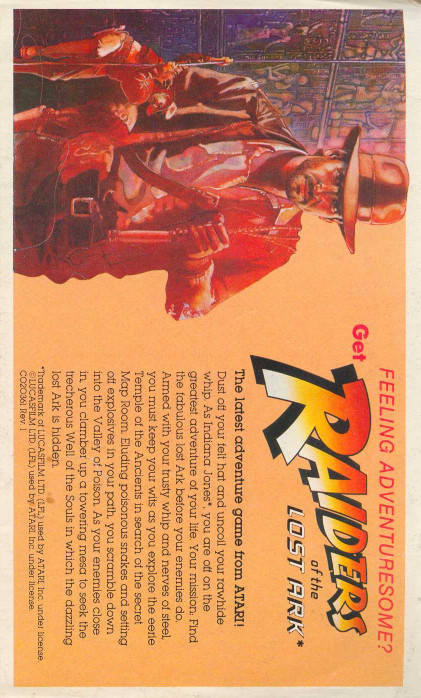 FEELING ADVENTURESOME?
Get RAIDERS
of the
LOST ARK*
The latest adventure game from ATARI!
Dust off your felt hat and uncoil your rawhide
whip. As Indiana Jones*, you are off on the
greatest adventure of your life. Your mission: Find
the fabulous lost Ark before your enemies do.
Armed with your trusty whip and nerves of steel,
you must keep your wits as you explore the eerie
Temple of the Ancients in search of the secret
Map Room. Eluding poisonous snakes and setting
off explosives in your path, you scramble down
into the Valley of Poison. As your enemies close
in, you clamber up a towering mesa to seek the
trecherous Well of the Souls in which the dazzling
lost Ark is hidden.
*Trademark of LUCASFILM LTD. (LFL) used by ATARI, Inc. under license.
©LUCASFILM LTD. (LFL) used by ATARI, Inc. under license.
CO2080 Rev. 1